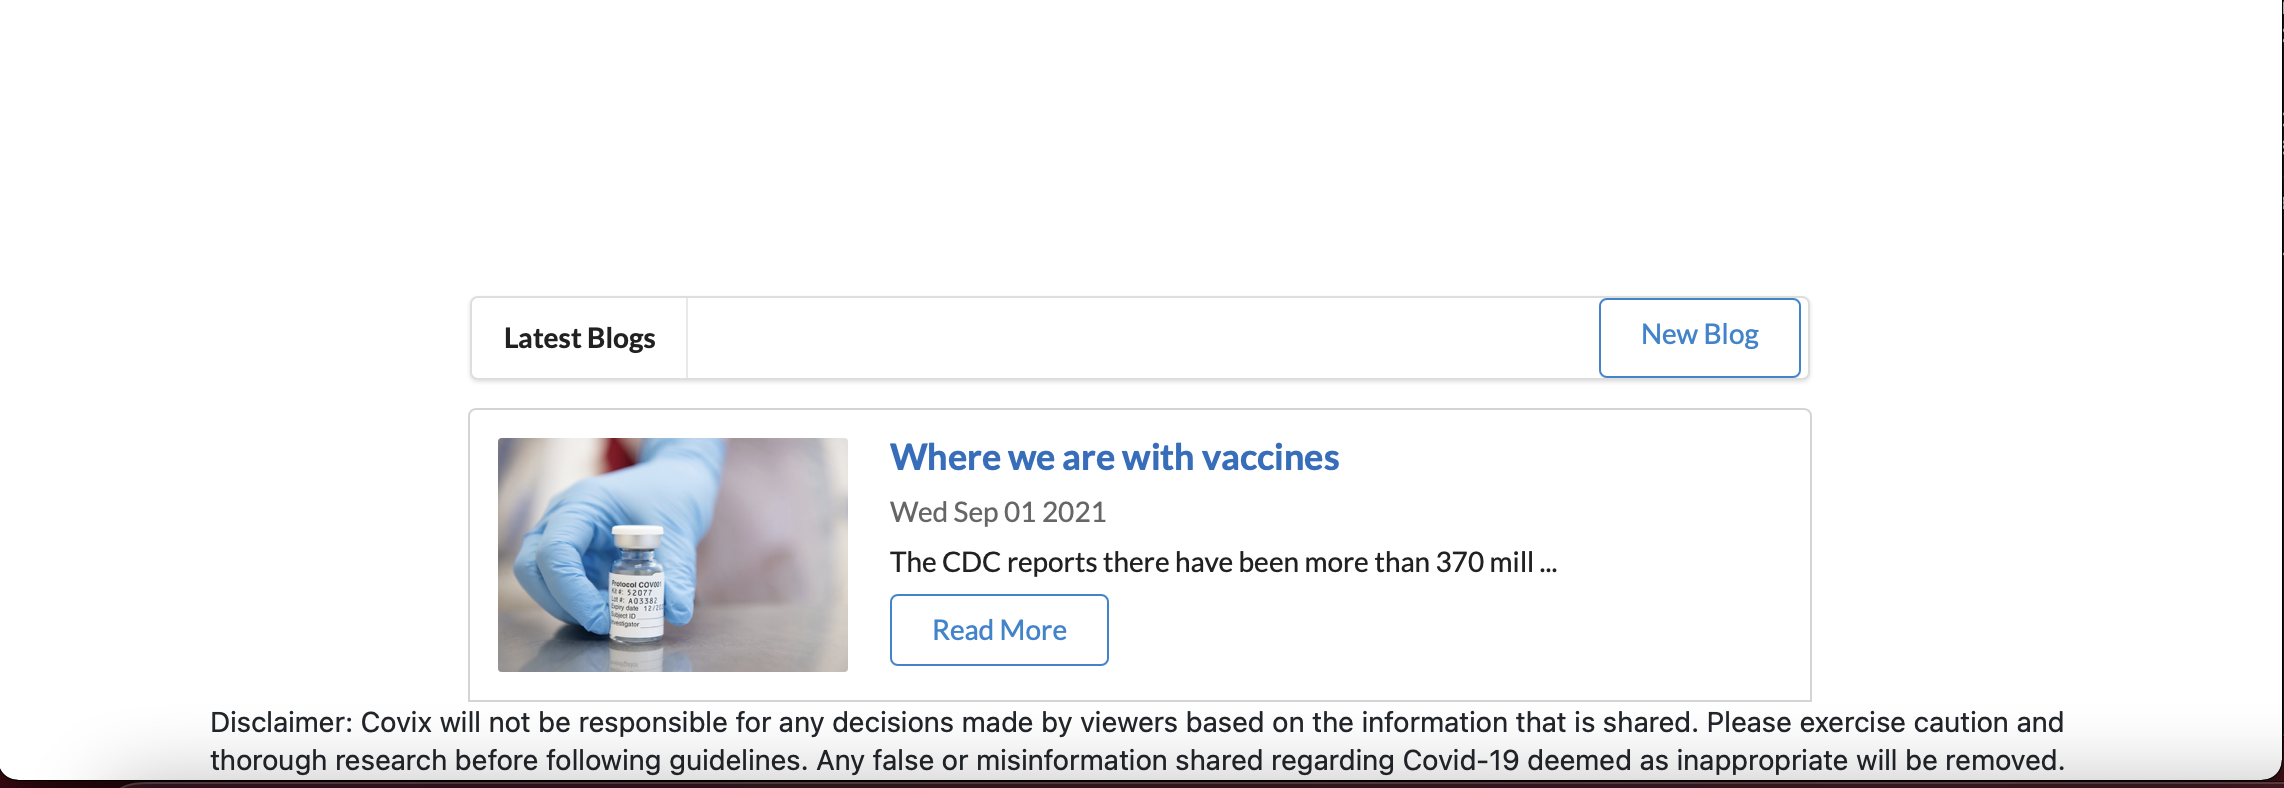 Latest Blogs
New Blog
Where we are with vaccines
Wed Sep 01 2021
The CDC reports there have been more than 370 mill ...
Read More
Protocol COV001
Kit #: 52077
Lot #: A03382
Expiry date 12/20
Subject ID
Investigator
Disclaimer: Covix will not be responsible for any decisions made by viewers based on the information that is shared. Please exercise caution and
thorough research before following guidelines. Any false or misinformation shared regarding Covid-19 deemed as inappropriate will be removed.